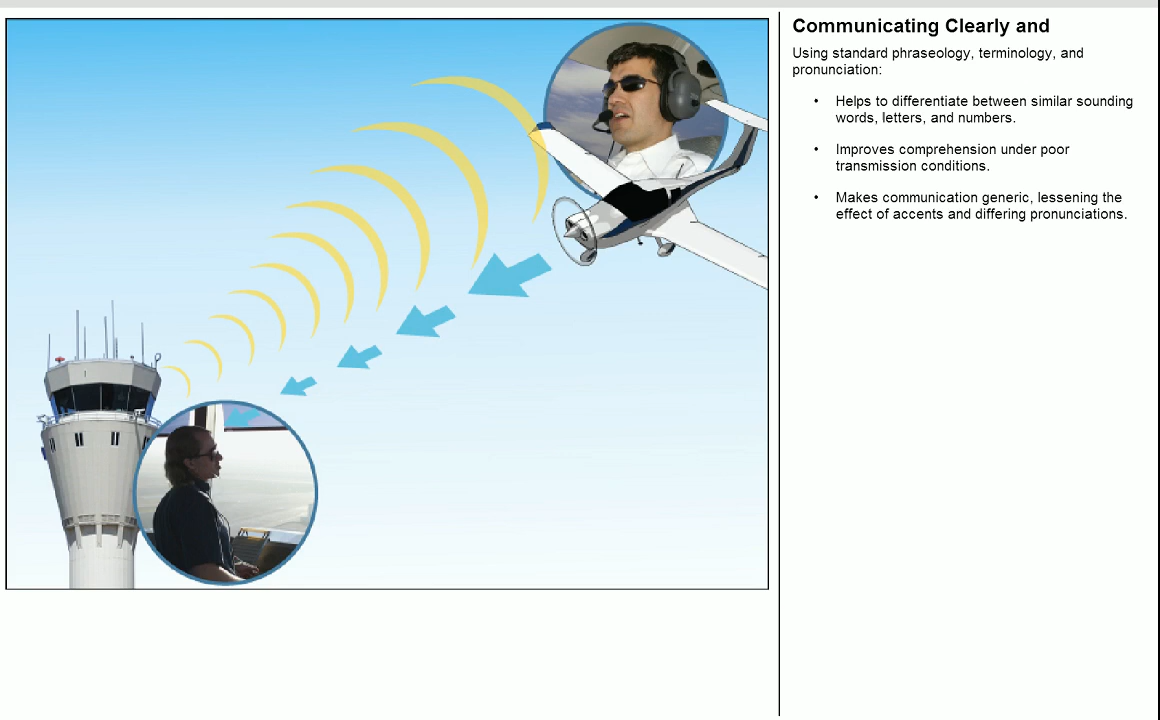 Communicating Clearly and
Using standard phraseology, terminology, and
pronunciation:
• Helps to differentiate between similar sounding
words, letters, and numbers.
• Improves comprehension under poor
transmission conditions.
• Makes communication generic, lessening the
effect of accents and differing pronunciations.